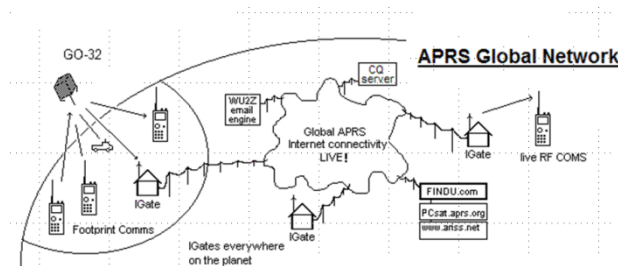 GO-32
APRS Global Network
CQ
server
WU2Z
email
engine
Global APRS
Internet connectivity
LIVE!
IGate
live RF COMS
IGate
Footprint Comms
FINDU.com
PCsat.aprs.org
www.ariss.net
IGate
IGates everywhere
on the planet